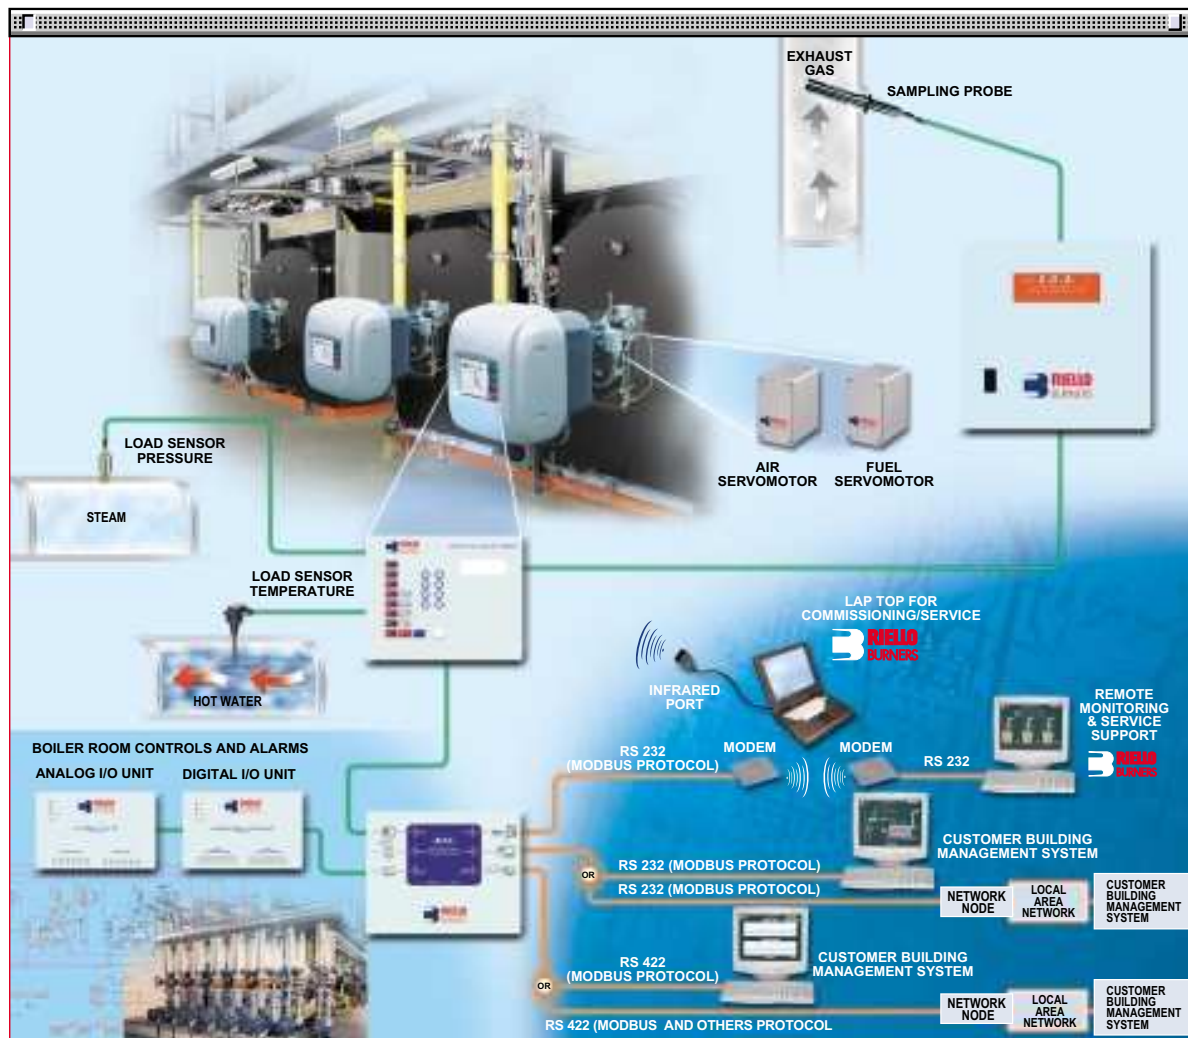 EXHAUST
GAS
SAMPLING PROBE
RIELLO
BURNERS
LOAD SENSOR
PRESSURE
AIR
SERVOMOTOR
FUEL
SERVOMOTOR
STEAM
LOAD SENSOR
TEMPERATURE
HOT WATER
LAP TOP FOR
COMMISSIONING/SERVICE
RIELLO
BURNERS
INFRARED
PORT
REMOTE
MONITORING
& SERVICE
SUPPORT
RIELLO
BURNERS
BOILER ROOM CONTROLS AND ALARMS
ANALOG I/O UNIT
DIGITAL I/O UNIT
RS 232
(MODBUS PROTOCOL)
MODEM
MODEM
RS 232
CUSTOMER BUILDING
MANAGEMENT SYSTEM
RS 232 (MODBUS PROTOCOL)
OR
RS 232 (MODBUS PROTOCOL)
NETWORK
NODE
LOCAL
AREA
NETWORK
CUSTOMER
BUILDING
MANAGEMENT
SYSTEM
RIELLO
BURNERS
CUSTOMER BUILDING
MANAGEMENT SYSTEM
RS 422
(MODBUS PROTOCOL)
OR
RS 422 (MODBUS AND OTHERS PROTOCOL
NETWORK
NODE
LOCAL
AREA
NETWORK
CUSTOMER
BUILDING
MANAGEMENT
SYSTEM